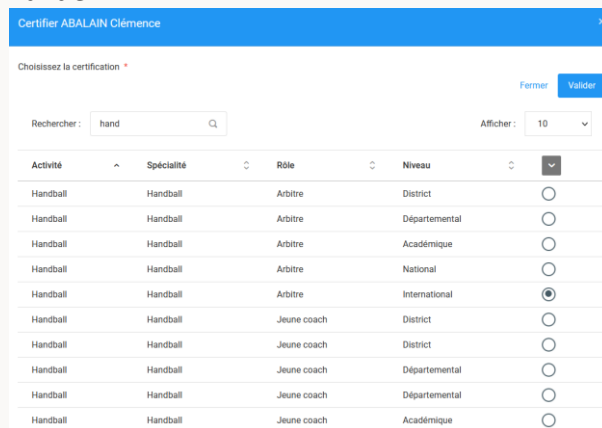 Certifier ABALAIN Clémence
Choisissez la certification *
Fermer Valider
Rechercher : hand Afficher : 10
Activité Spécialité Rôle Niveau
Handball Handball Arbitre District
Handball Handball Arbitre Départemental
Handball Handball Arbitre Académique
Handball Handball Arbitre National
Handball Handball Arbitre International
Handball Handball Jeune coach District
Handball Handball Jeune coach District
Handball Handball Jeune coach Départemental
Handball Handball Jeune coach Départemental
Handball Handball Jeune coach Académique